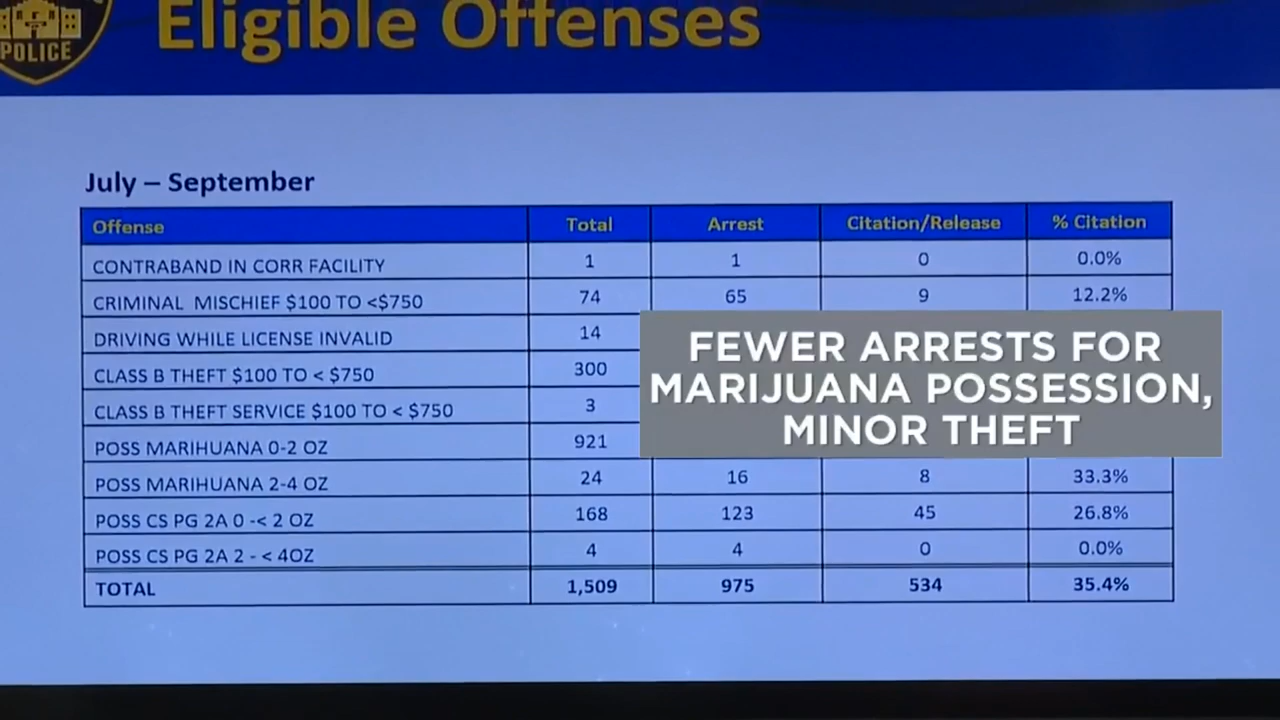 POLICE
Eligible Offenses
July – September
Offense Total Arrest Citation/Release % Citation
CONTRABAND IN CORR FACILITY 1 1 0 0.0%
CRIMINAL MISCHIEF $100 TO <$750 74 65 9 12.2%
DRIVING WHILE LICENSE INVALID 14
CLASS B THEFT $100 TO < $750 300
CLASS B THEFT SERVICE $100 TO < $750 3
POSS MARIHUANA 0-2 OZ 921
FEWER ARRESTS FOR
MARIJUANA POSSESSION,
MINOR THEFT
POSS MARIHUANA 2-4 OZ 24 16 8 33.3%
POSS CS PG 2A 0 -< 2 OZ 168 123 45 26.8%
POSS CS PG 2A 2 - < 4OZ 4 4 0 0.0%
TOTAL 1,509 975 534 35.4%